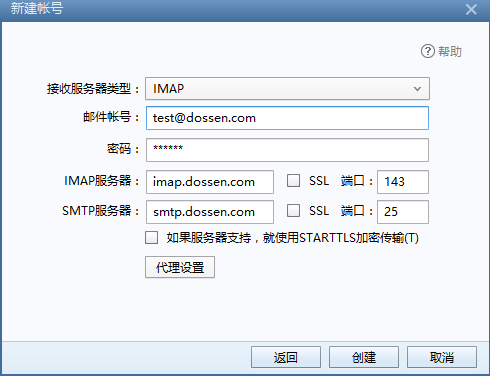 新建帐号
帮助
接收服务器类型： IMAP
邮件帐号： test@dossen.com
密码： ******
IMAP服务器： imap.dossen.com SSL 端口： 143
SMTP服务器： smtp.dossen.com SSL 端口： 25
如果服务器支持，就使用STARTTLS加密传输(T)
代理设置
返回 创建 取消